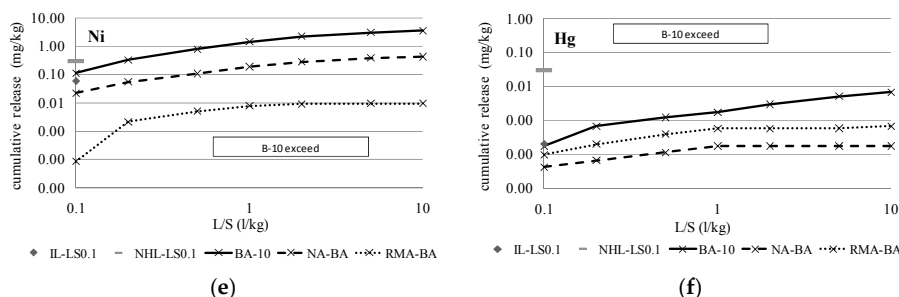 cumulative release (mg/kg)
10.00
1.00
0.10
0.01
0.00
0.00
0.00
Ni
B-10 exceed
0.1
1
10
L/S (l/kg)
IL-LS0.1 NHL-LS0.1 BA-10 NA-BA RMA-BA
(e)
cumulative release (mg/kg)
1.00
0.10
0.01
0.00
0.00
0.00
Hg
B-10 exceed
0.1
1
10
L/S (l/kg)
IL-LS0.1 NHL-LS0.1 BA-10 NA-BA RMA-BA
(f)